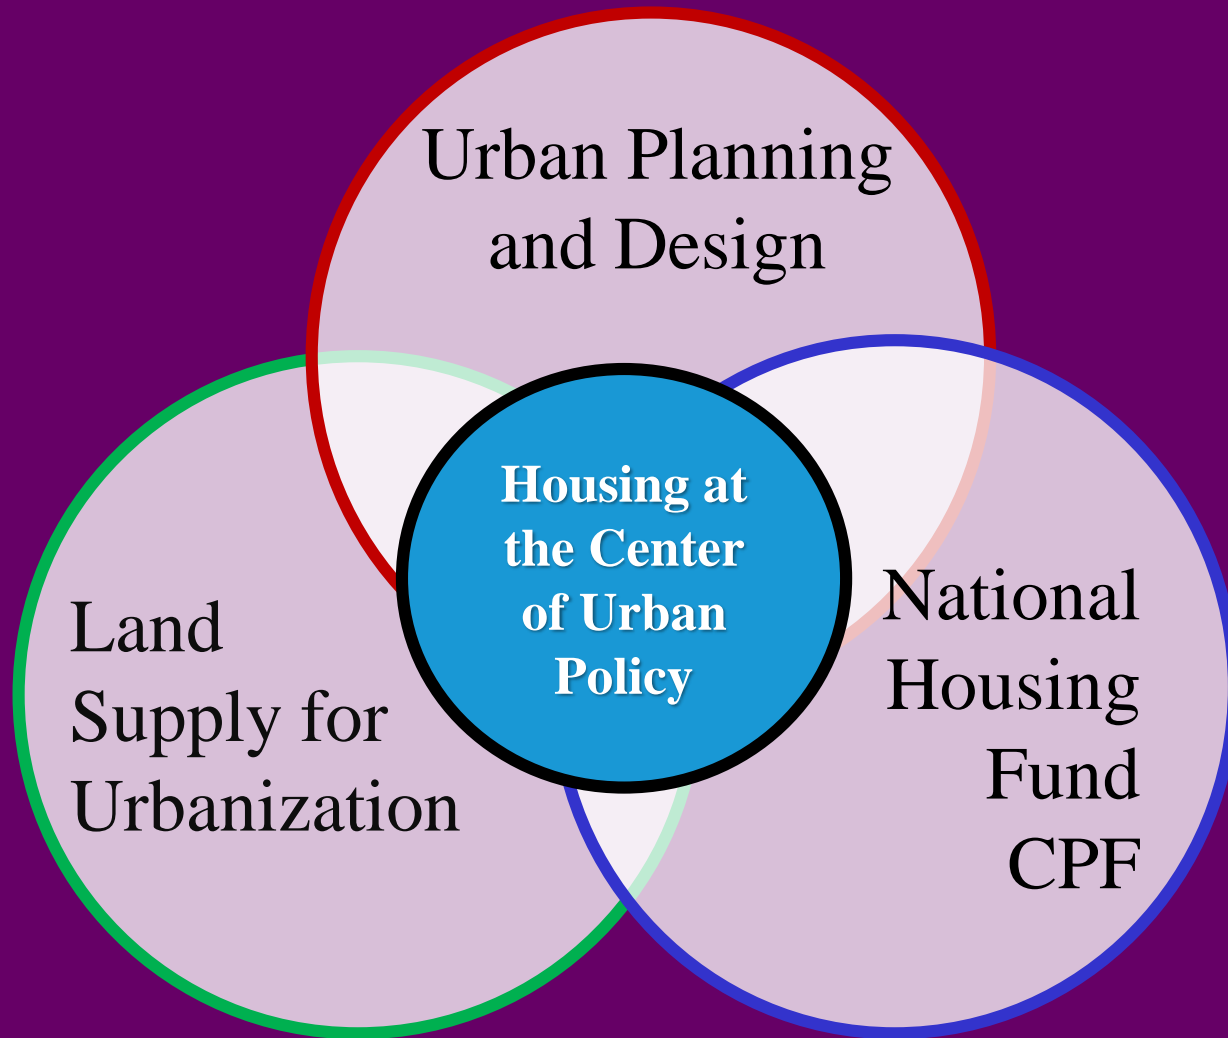 Urban Planning
and Design
Housing at
the Center
of Urban
Policy
Land
Supply for
Urbanization
National
Housing
Fund
CPF